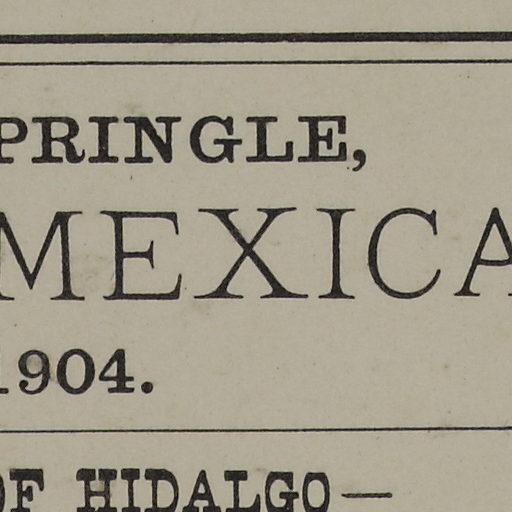 PRINGLE,
MEXICA
1904.
OF HIDALGO—